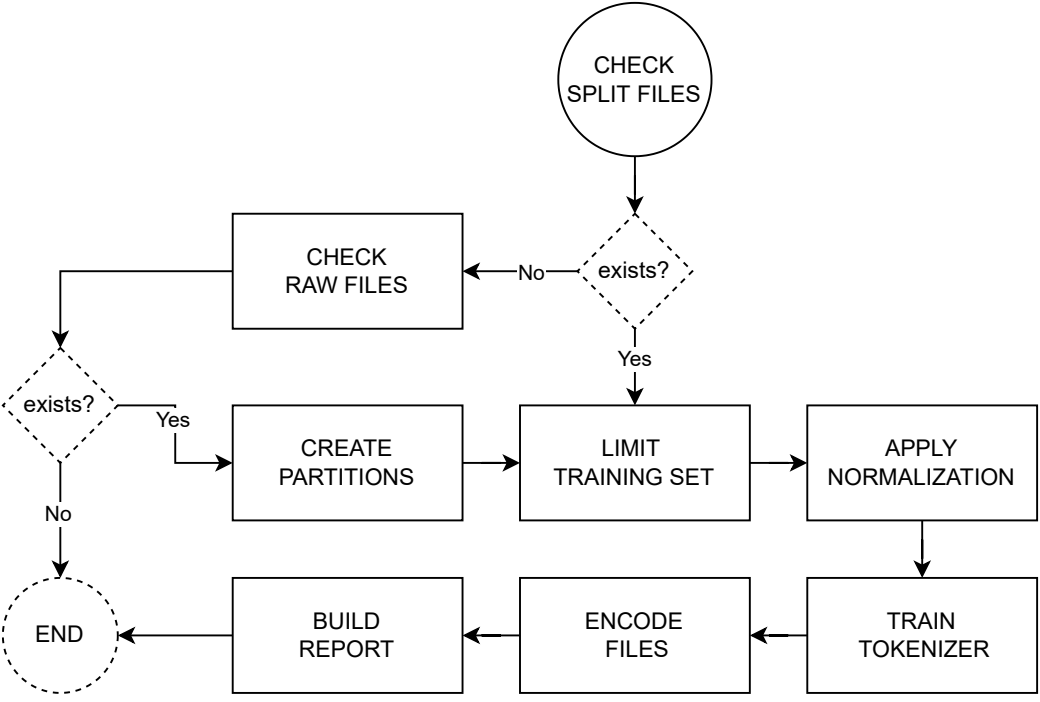 CHECK
SPLIT FILES
CHECK
RAW FILES
No
exists?
Yes
exists?
Yes
CREATE
PARTITIONS
LIMIT
TRAINING SET
APPLY
NORMALIZATION
No
END
BUILD
REPORT
ENCODE
FILES
TRAIN
TOKENIZER